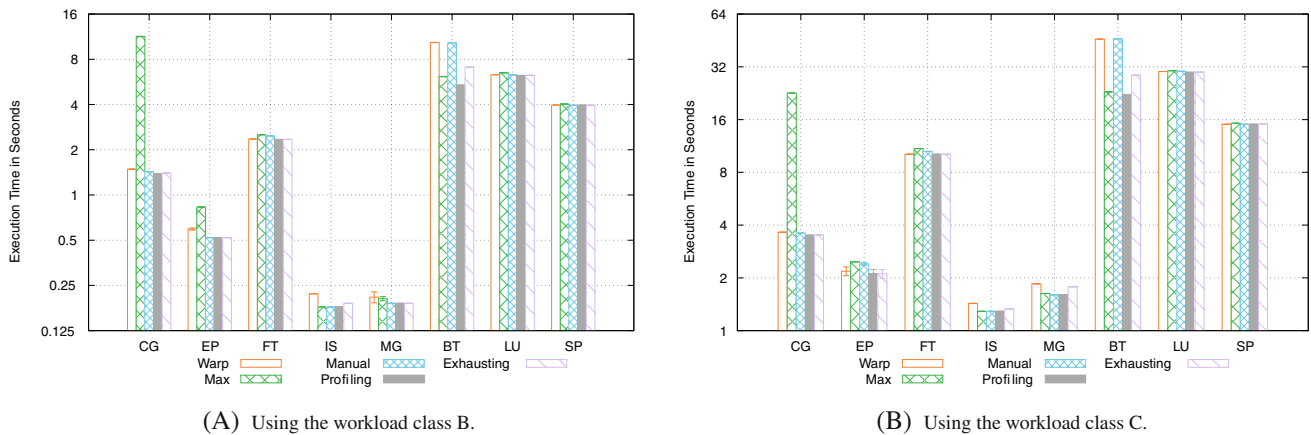 16
8
4
2
1
0.5
0.25
0.125
Execution Time in Seconds
CG EP FT IS MG BT LU SP
Warp Manual Exhausting
Max Profiling
(A) Using the workload class B.
64
32
16
8
4
2
1
Execution Time in Seconds
CG EP FT IS MG BT LU SP
Warp Manual Exhausting
Max Profiling
(B) Using the workload class C.